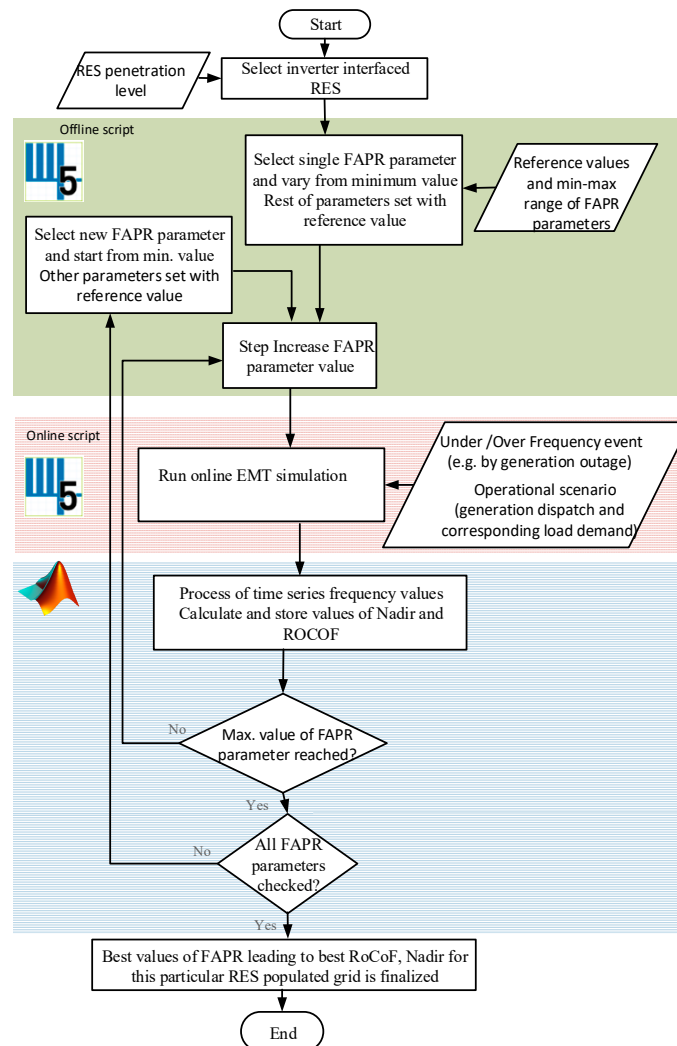 Start
RES penetration
level
Select inverter interfaced
RES
Offline script
5
Select single FAPR parameter
and vary from minimum value
Rest of parameters set with
reference value
Reference values
and min-max
range of FAPR
parameters
Select new FAPR parameter
and start from min. value
Other parameters set with
reference value
Step Increase FAPR
parameter value
Online script
5
Run online EMT simulation
Under /Over Frequency event
(e.g. by generation outage)
Operational scenario
(generation dispatch and
corresponding load demand)
Process of time series frequency values
Calculate and store values of Nadir and
ROCOF
No
Max. value of FAPR
parameter reached?
Yes
No
All FAPR
parameters
checked?
Yes
Best values of FAPR leading to best RoCoF, Nadir for
this particular RES populated grid is finalized
End